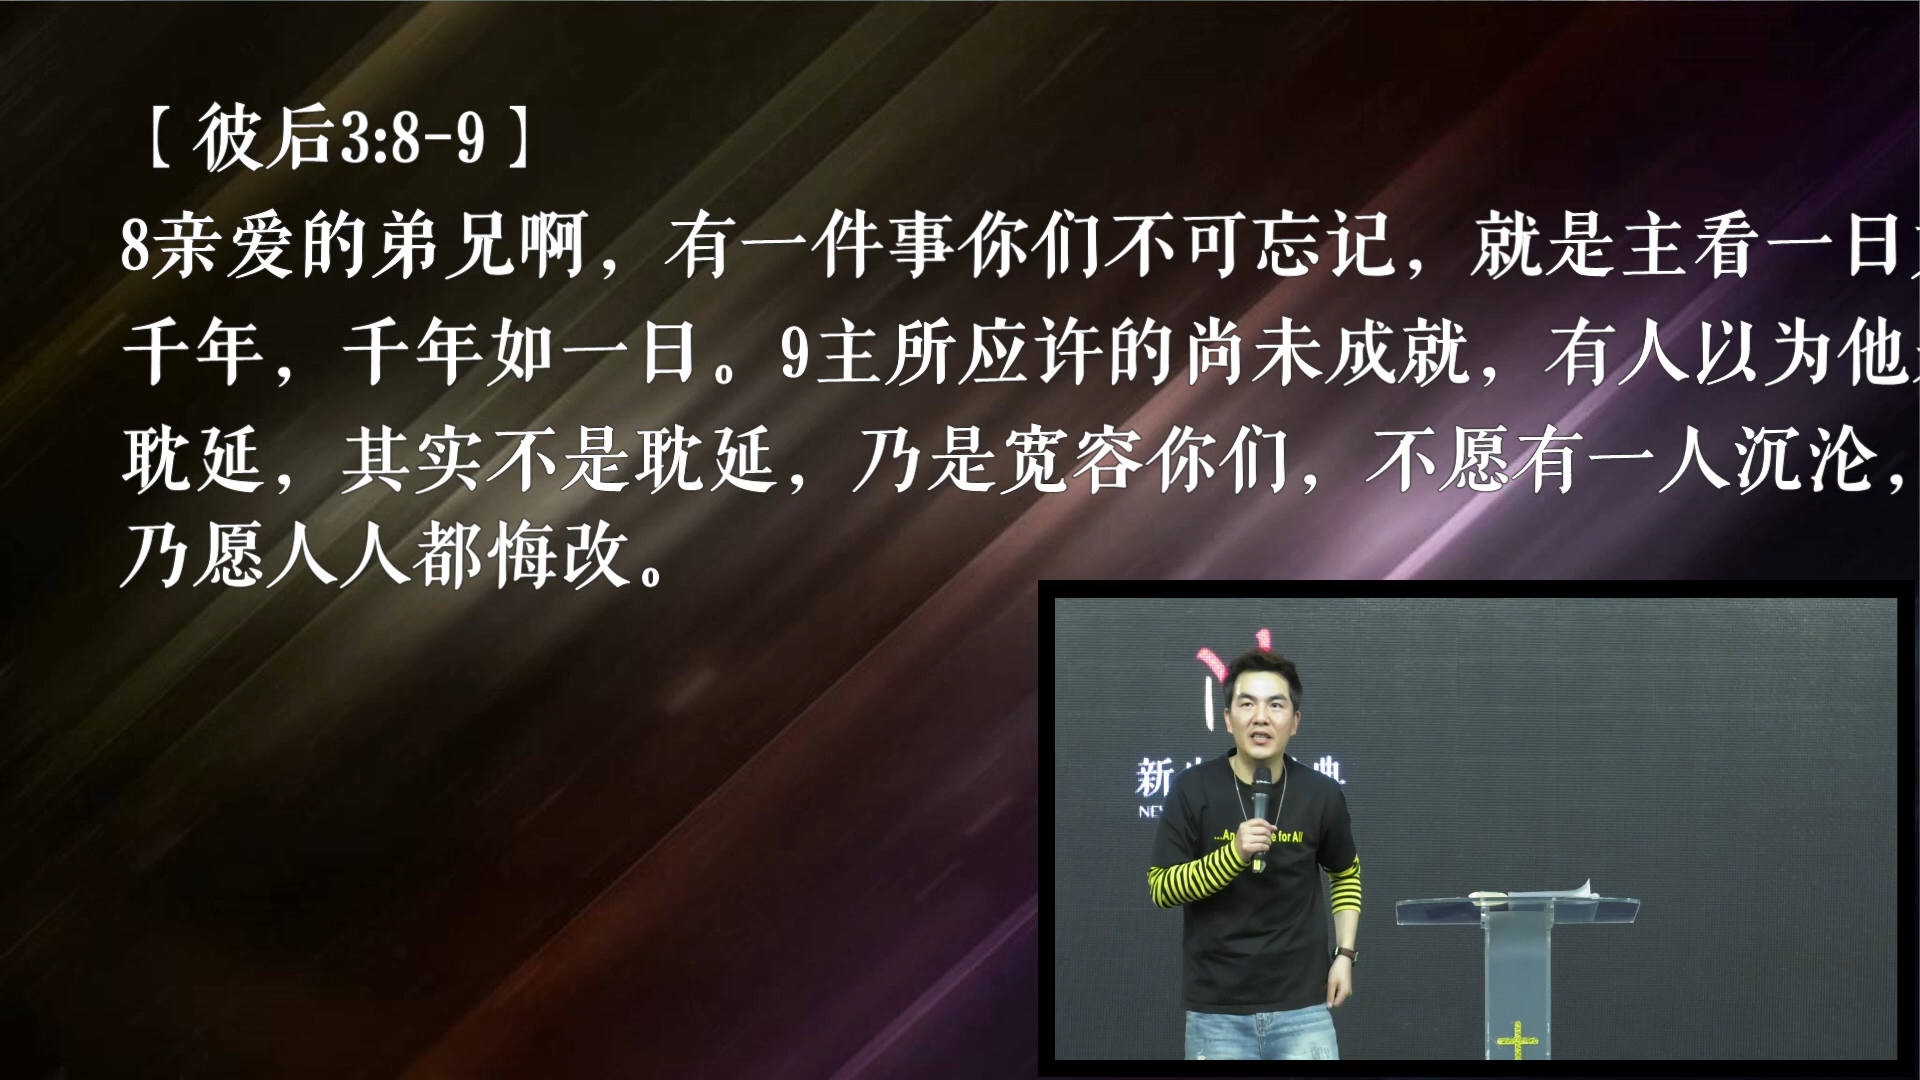 【彼后3:8-9】
8亲爱的弟兄啊，有一件事你们不可忘记，就是主看一日
千年，千年如一日。9主所应许的尚未成就，有人以为他
耽延，其实不是耽延，乃是宽容你们，不愿有一人沉沦，
乃愿人人都悔改。
新
NE
...An
e for All